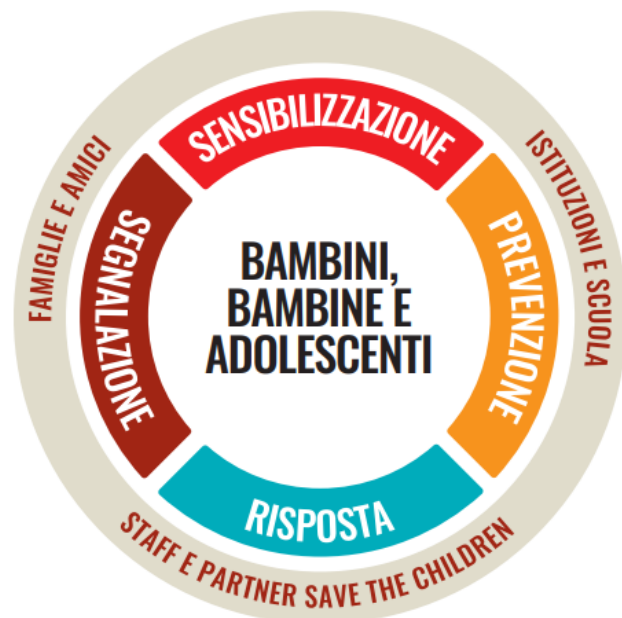 SENSIBILIZZAZIONE
FAMIGLIE E AMICI
ISTITUZIONI E SCUOLA
SEGNALAZIONE
PREVENZIONE
BAMBINI,
BAMBINE E
ADOLESCENTI
RISPOSTA
STAFF E PARTNER SAVE THE CHILDREN